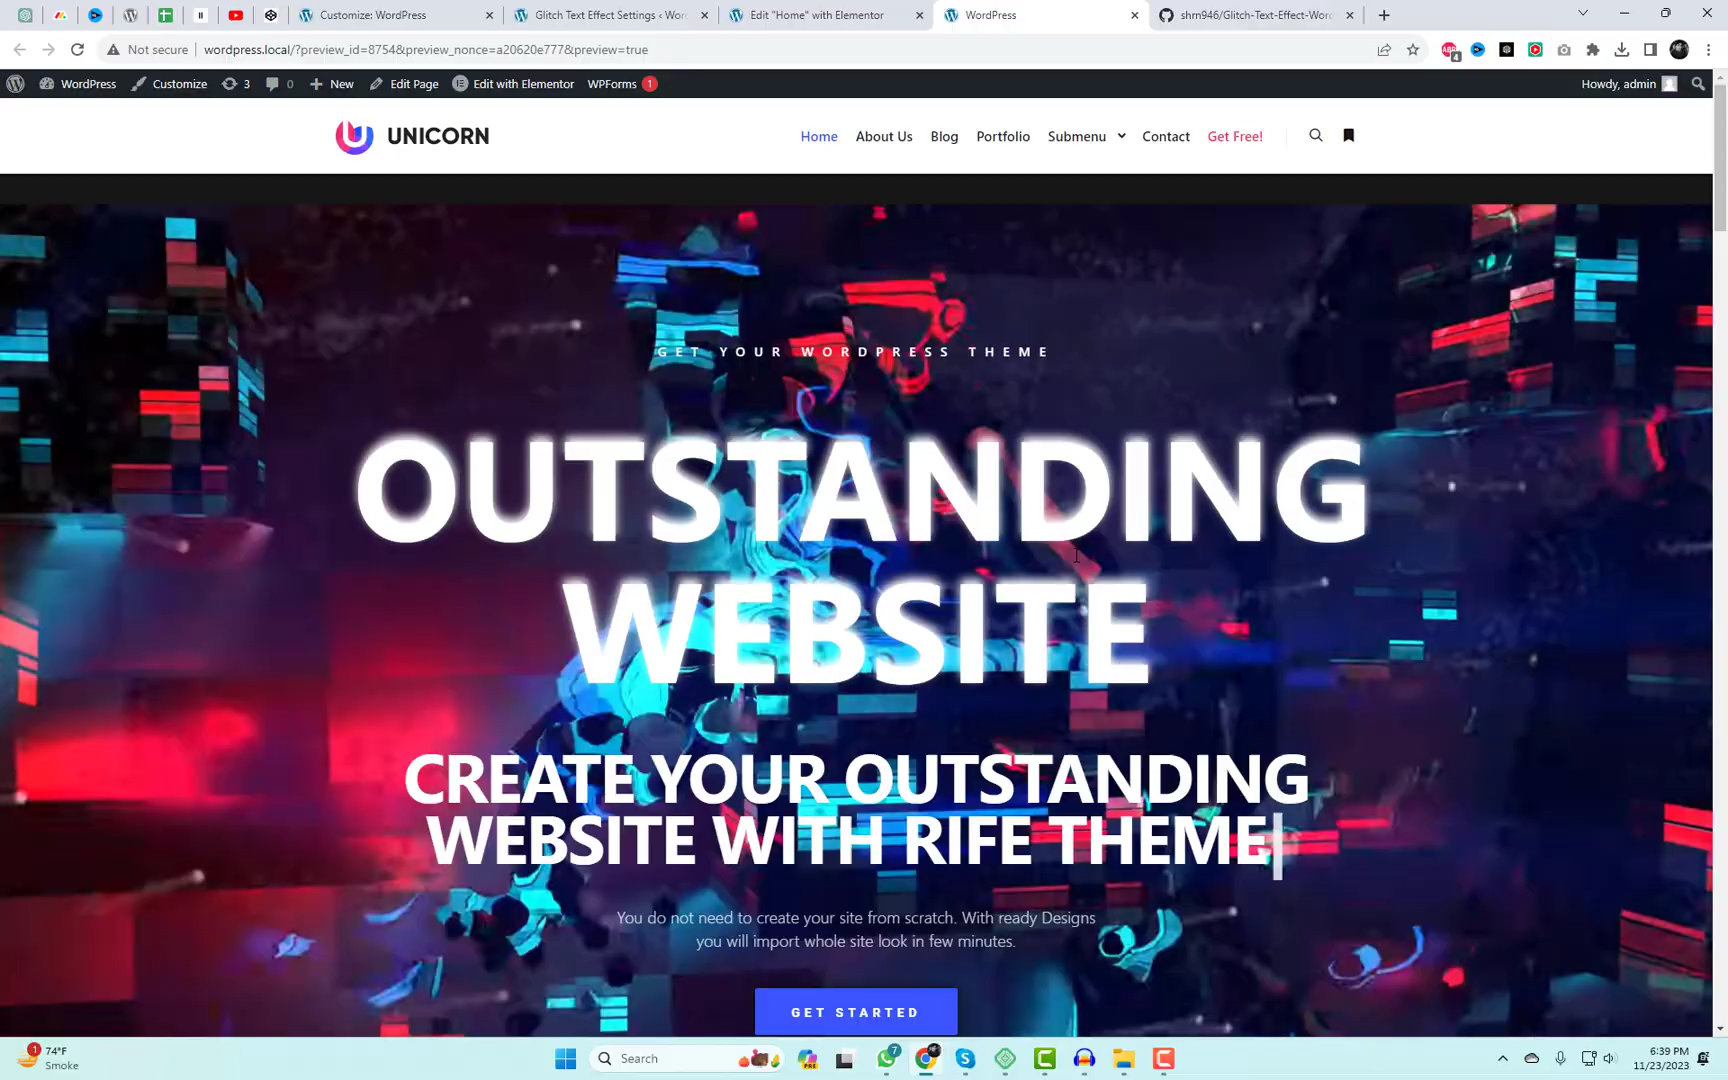 Customize: WordPress
Glitch Text Effect Settings ‹ Wor
Edit "Home" with Elementor
WordPress
shrn946/Glitch-Text-Effect-Wor
Not secure
wordpress.local/?preview_id=8754&preview_nonce=a20620e777&preview=true
ABP
4
WordPress
Customize
3
0
New
Edit Page
Edit with Elementor
WPForms
1
Howdy, admin
UNICORN
Home
About Us
Blog
Portfolio
Submenu
Contact
Get Free!
GET YOUR WORDPRESS THEME
OUTSTANDING
WEBSITE
CREATE YOUR OUTSTANDING
WEBSITE WITH RIFE THEME
You do not need to create your site from scratch. With ready Designs
you will import whole site look in few minutes.
GET STARTED
1
74°F
Smoke
Search
PRE
7
6:39 PM
11/23/2023